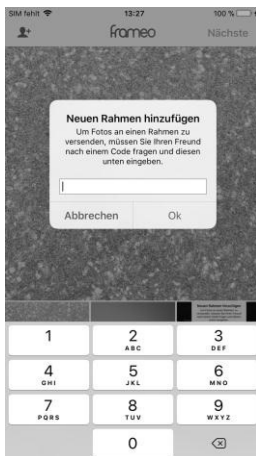 SIM fehlt 13:27 100 %
frameo Nächste
Neuen Rahmen hinzufügen
Um Fotos an einen Rahmen zu
versenden, müssen Sie Ihren Freund
nach einem Code fragen und diesen
unten eingeben.
Abbrechen Ok
1 2 3
ABC DEF
4 5 6
GHI JKL MNO
7 8 9
PQRS TUV WXYZ
0